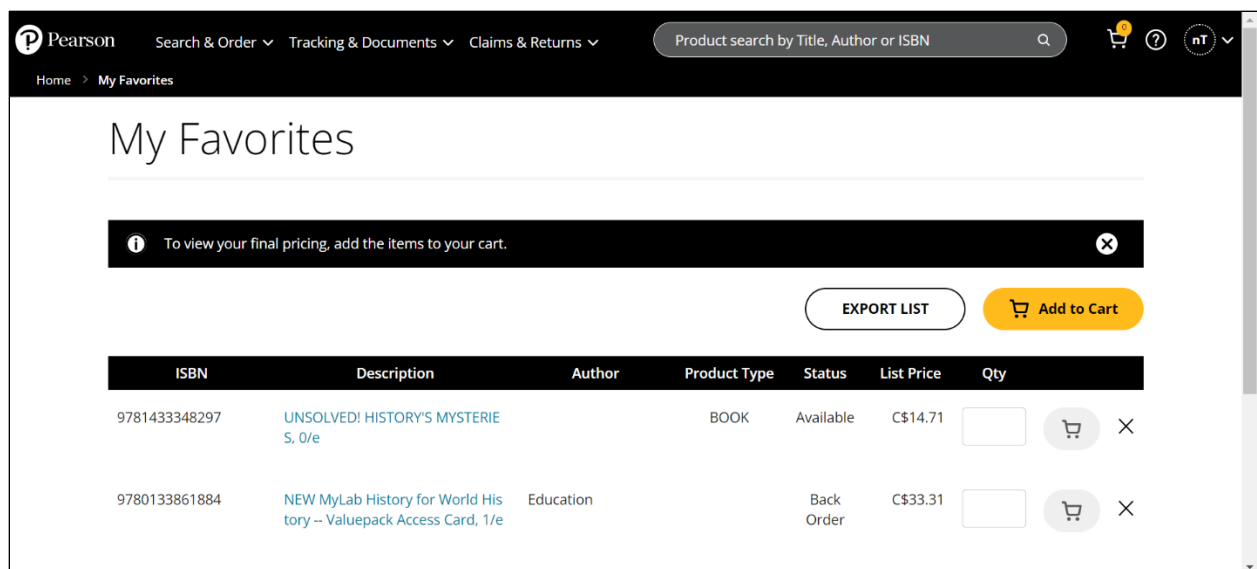 Pearson Search & Order Tracking & Documents Claims & Returns Product search by Title, Author or ISBN 0 nT
Home > My Favorites
My Favorites
To view your final pricing, add the items to your cart.
EXPORT LIST Add to Cart
ISBN Description Author Product Type Status List Price Qty
9781433348297 UNSOLVED! HISTORY'S MYSTERIE BOOK Available C$14.71
S, 0/e
9780133861884 NEW MyLab History for World His Education Back C$33.31
tory -- Valuepack Access Card, 1/e Order